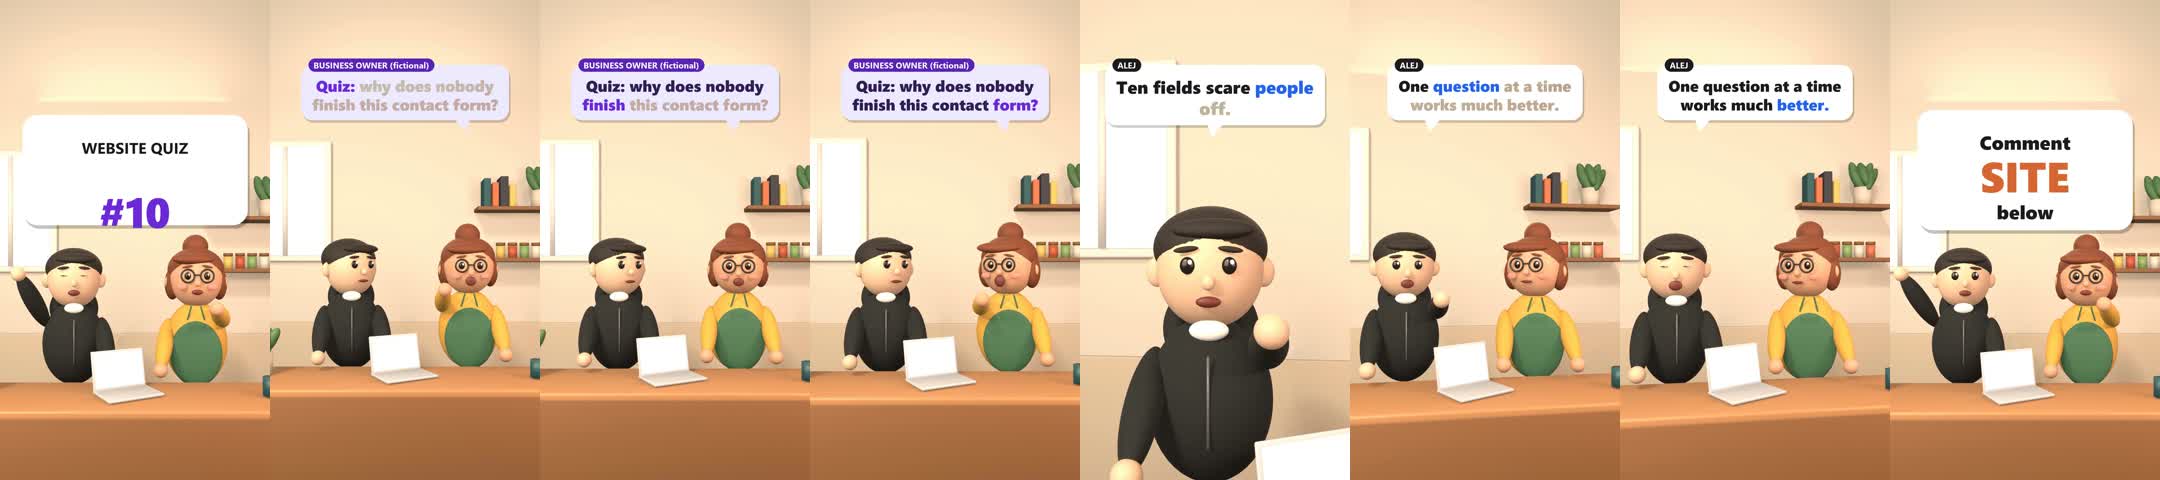 WEBSITE QUIZ
#10
BUSINESS OWNER (fictional)
Quiz: why does nobody
finish this contact form?
BUSINESS OWNER (fictional)
Quiz: why does nobody
finish this contact form?
BUSINESS OWNER (fictional)
Quiz: why does nobody
finish this contact form?
ALEJ
Ten fields scare people
off.
ALEJ
One question at a time
works much better.
ALEJ
One question at a time
works much better.
Comment
SITE
below